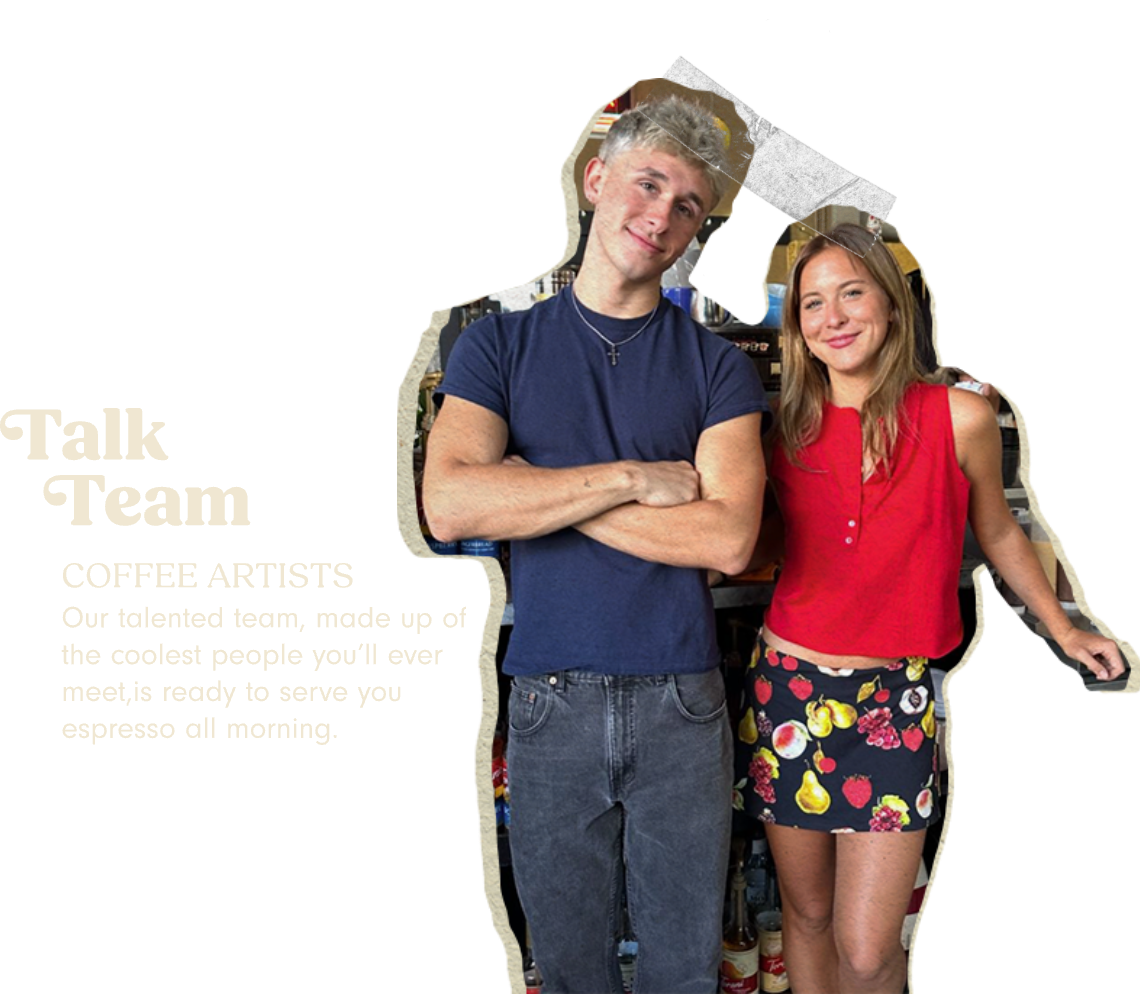 Talk
Team
COFFEE ARTISTS
Our talented team, made up of
the coolest people you’ll ever
meet,is ready to serve you
espresso all morning.